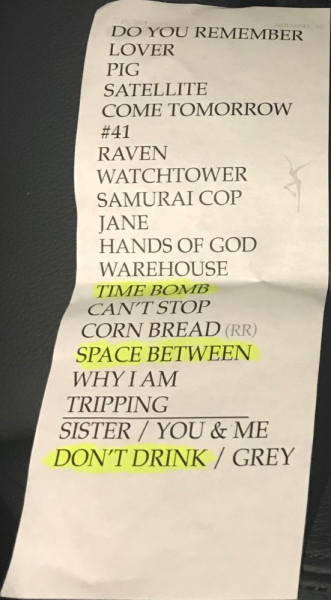 DO YOU REMEMBER
LOVER
PIG
SATELLITE
COME TOMORROW
#41
RAVEN
WATCHTOWER
SAMURAI COP
JANE
HANDS OF GOD
WAREHOUSE
TIME BOMB
CAN'T STOP
CORN BREAD (RR)
SPACE BETWEEN
WHY I AM
TRIPPING
SISTER / YOU & ME
DON'T DRINK / GREY